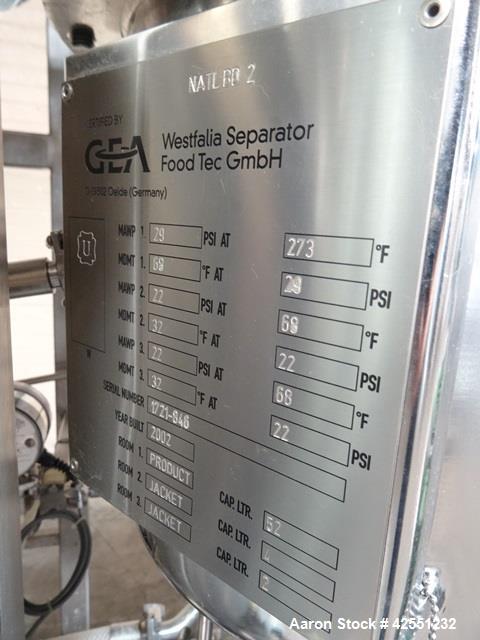 NATL BD 2
CERTIFIED BY
GEA Westfalia Separator
Food Tec GmbH
D-59302 Oelde (Germany)
U
W
MAWP 1. 29 PSI AT 273 °F
MDMT 1. 68 °F AT 29 PSI
MAWP 2. 22 PSI AT 68 °F
MDMT 2. 32 °F AT 22 PSI
MAWP 3. 22 PSI AT 68 °F
MDMT 3. 32 °F AT 22 PSI
SERIAL NUMBER 1721-846
YEAR BUILT 2002
ROOM 1. PRODUCT CAP. LTR. 52
ROOM 2. JACKET CAP. LTR. 4
ROOM 3. JACKET CAP. LTR. 2
Aaron Stock # 42551232